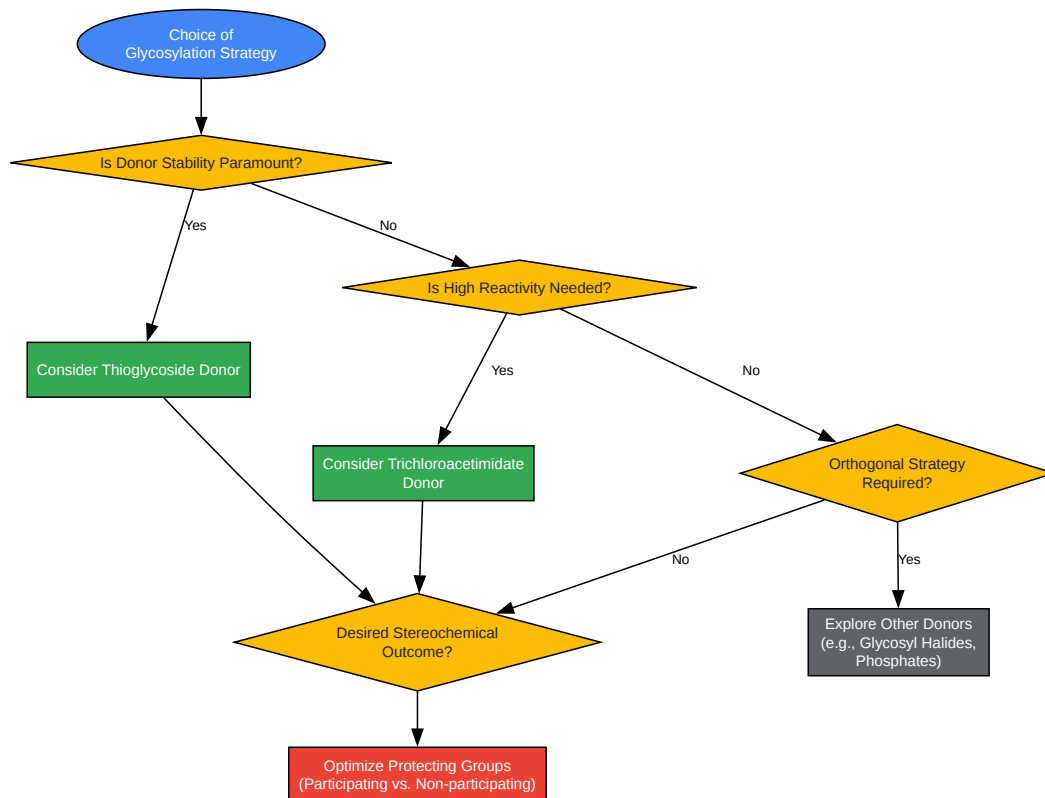 Choice of
Glycosylation Strategy
Is Donor Stability Paramount?
Yes
No
Is High Reactivity Needed?
Consider Thioglycoside Donor
Yes
No
Consider Trichloroacetimidate
Donor
Orthogonal Strategy
Required?
No
Yes
Desired Stereochemical
Outcome?
Explore Other Donors
(e.g., Glycosyl Halides,
Phosphates)
Optimize Protecting Groups
(Participating vs. Non-participating)